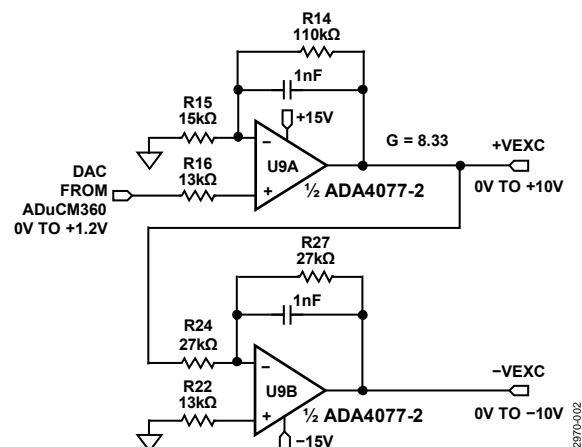 R14
110kΩ
1nF
R15
15kΩ
+15V
G = 8.33
+VEXC
−
U9A
+
½ ADA4077-2
0V TO +10V
DAC
FROM
ADuCM360
0V TO +1.2V
R16
13kΩ
R27
27kΩ
1nF
R24
27kΩ
−
U9B
+
½ ADA4077-2
−VEXC
0V TO −10V
R22
13kΩ
−15V
2970-002